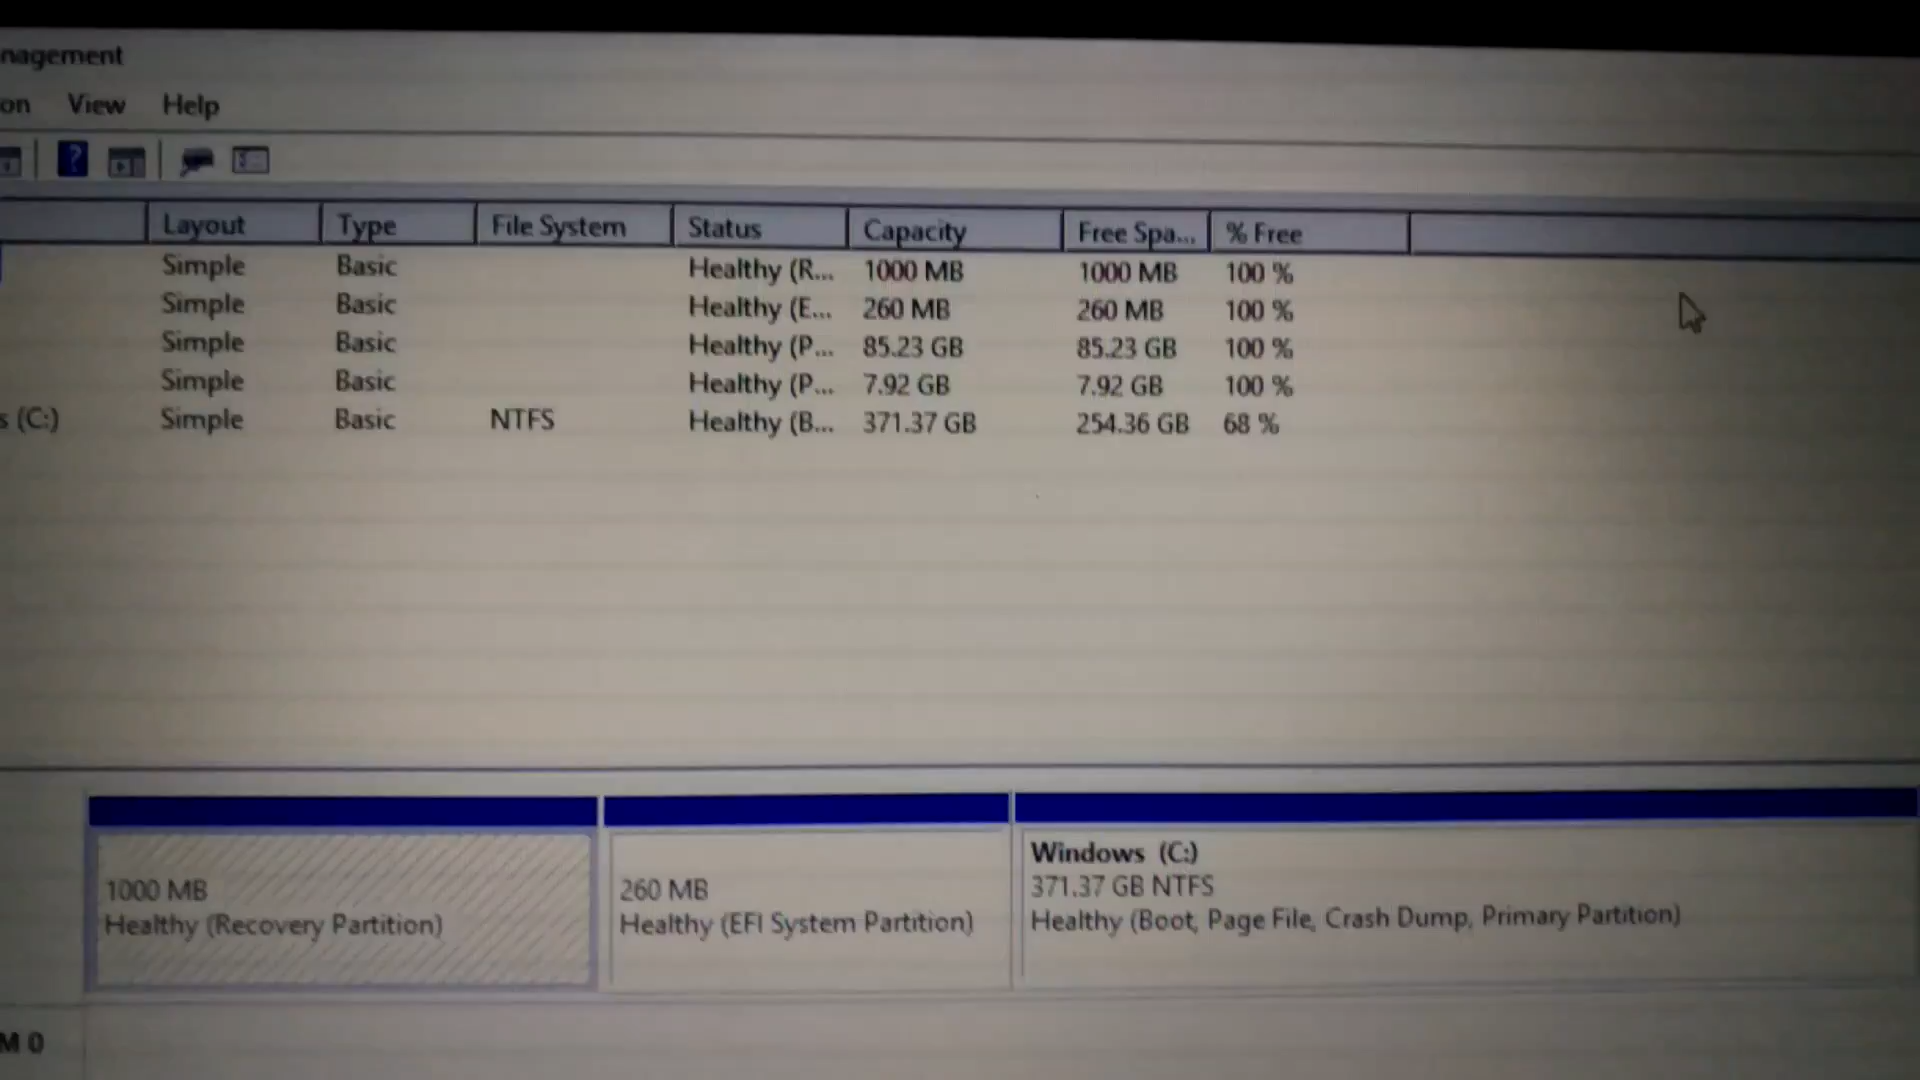 nagement
on View Help
Layout Type File System Status Capacity Free Spa... % Free
Simple Basic Healthy (R... 1000 MB 1000 MB 100 %
Simple Basic Healthy (E... 260 MB 260 MB 100 %
Simple Basic Healthy (P... 85.23 GB 85.23 GB 100 %
Simple Basic Healthy (P... 7.92 GB 7.92 GB 100 %
s (C:) Simple Basic NTFS Healthy (B... 371.37 GB 254.36 GB 68 %
1000 MB
Healthy (Recovery Partition)
260 MB
Healthy (EFI System Partition)
Windows (C:)
371.37 GB NTFS
Healthy (Boot, Page File, Crash Dump, Primary Partition)
M 0